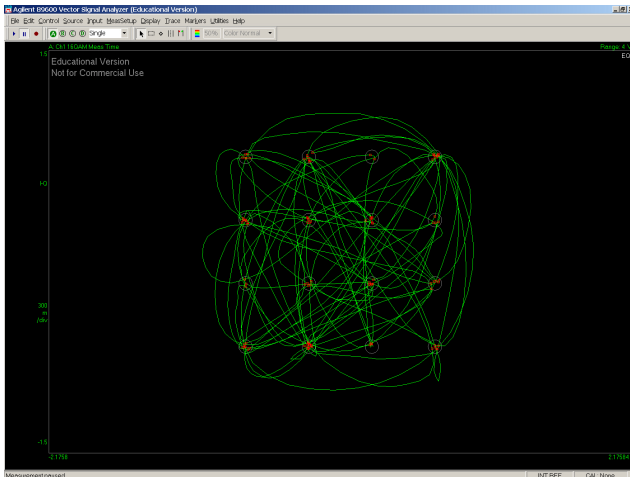 Agilent 89600 Vector Signal Analyzer (Educational Version)
File Edit Control Source Input MeasSetup Display Trace Markers Utilities Help
A B C D Single 50% Color Normal
A: Ch1 16QAM Meas Time Range: 4 V
1.5 EQ
Educational Version
Not for Commercial Use
I-Q
300
m
/div
-1.5
-2.1758 2.17584
Measurement paused INT REF CAL: None